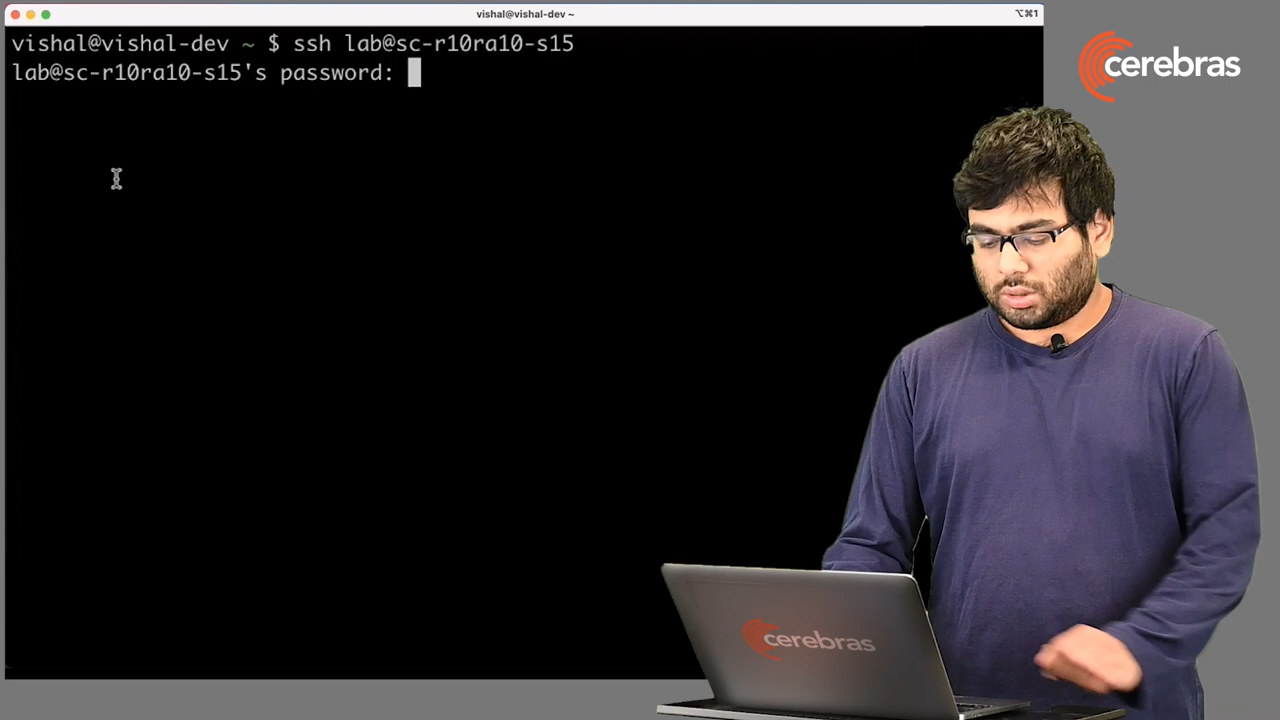 vishal@vishal-dev ~
⌥⌘1
vishal@vishal-dev ~ $ ssh lab@sc-r10ra10-s15
lab@sc-r10ra10-s15's password:
cerebras
cerebras